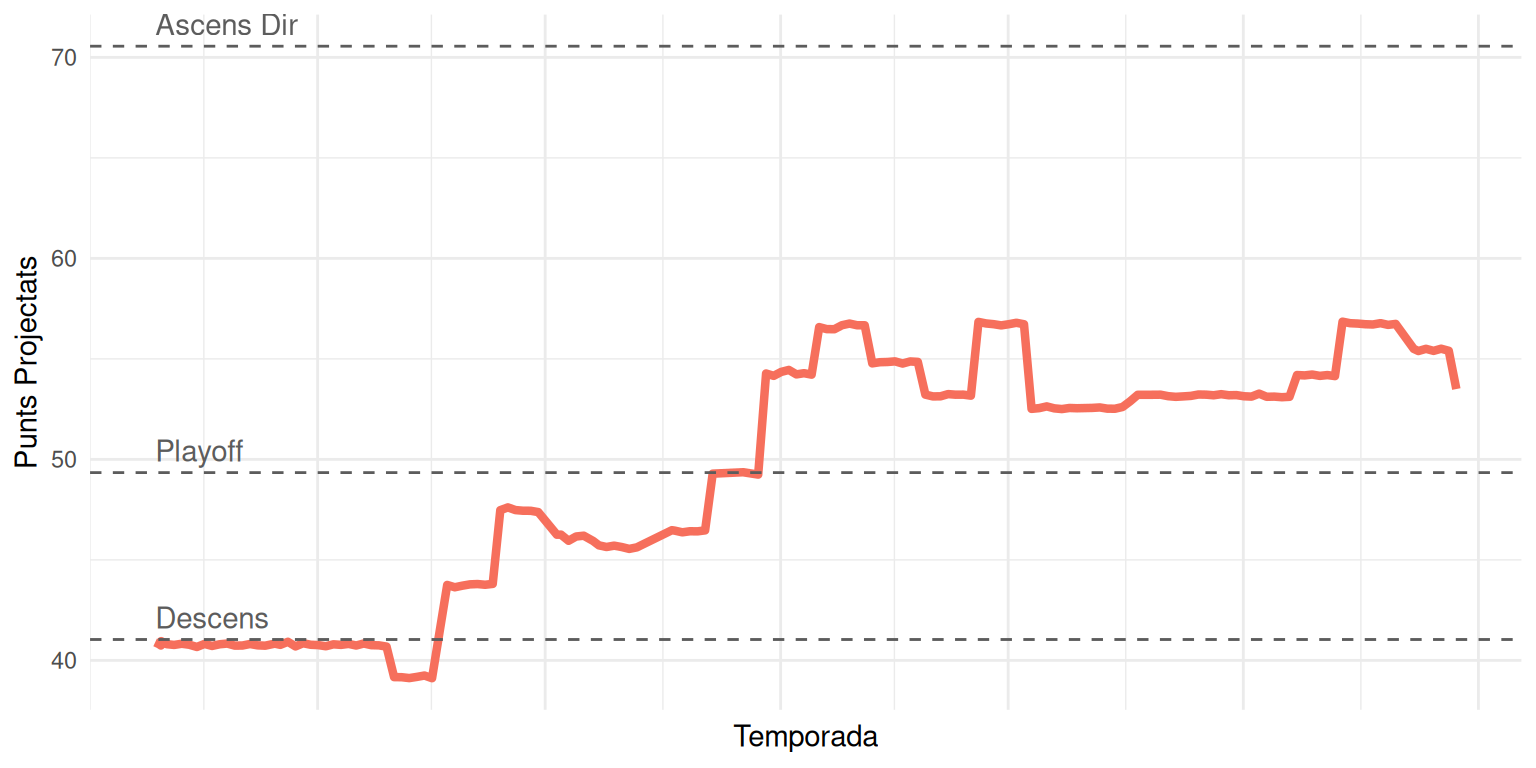 Ascens Dir
70
60
Playoff
50
Descens
40
Punts Projectats
Temporada